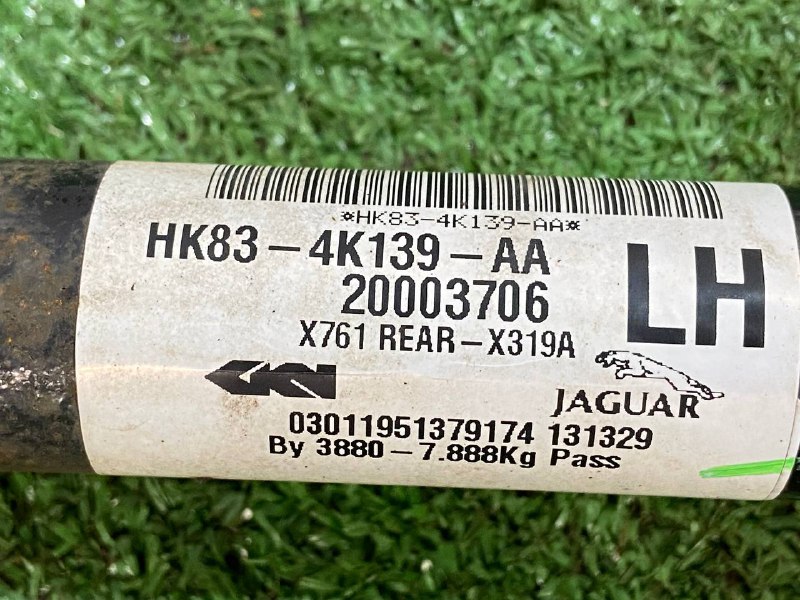 *HK83-4K139-AA*
HK83-4K139-AA
20003706
LH
X761 REAR-X319A
GKN
JAGUAR
03011951379174 131329
By 3880-7.888Kg Pass